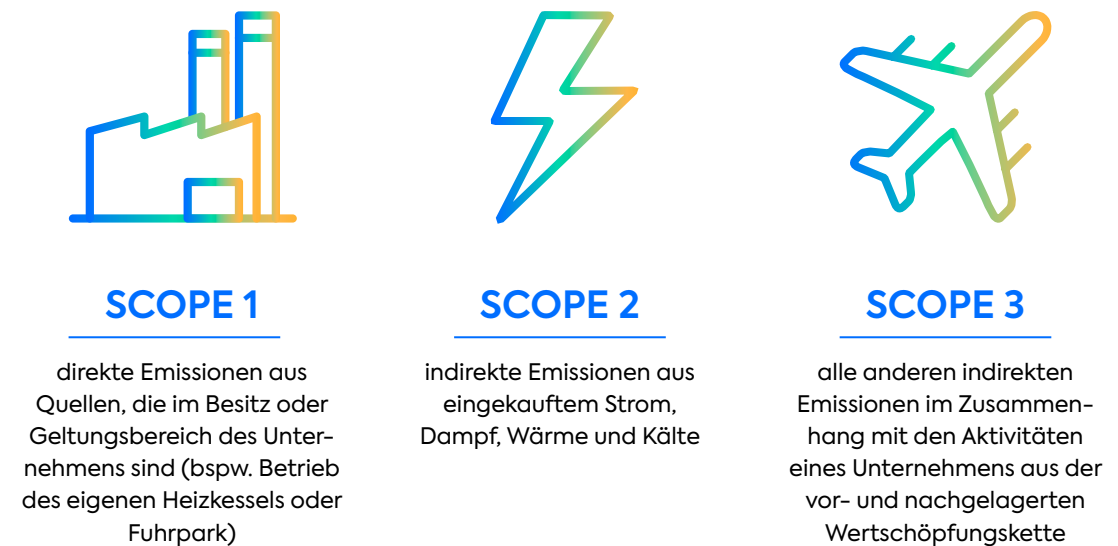 SCOPE 1
direkte Emissionen aus
Quellen, die im Besitz oder
Geltungsbereich des Unter-
nehmens sind (bspw. Betrieb
des eigenen Heizkessels oder
Fuhrpark)
SCOPE 2
indirekte Emissionen aus
eingekauftem Strom,
Dampf, Wärme und Kälte
SCOPE 3
alle anderen indirekten
Emissionen im Zusammen-
hang mit den Aktivitäten
eines Unternehmens aus der
vor- und nachgelagerten
Wertschöpfungskette